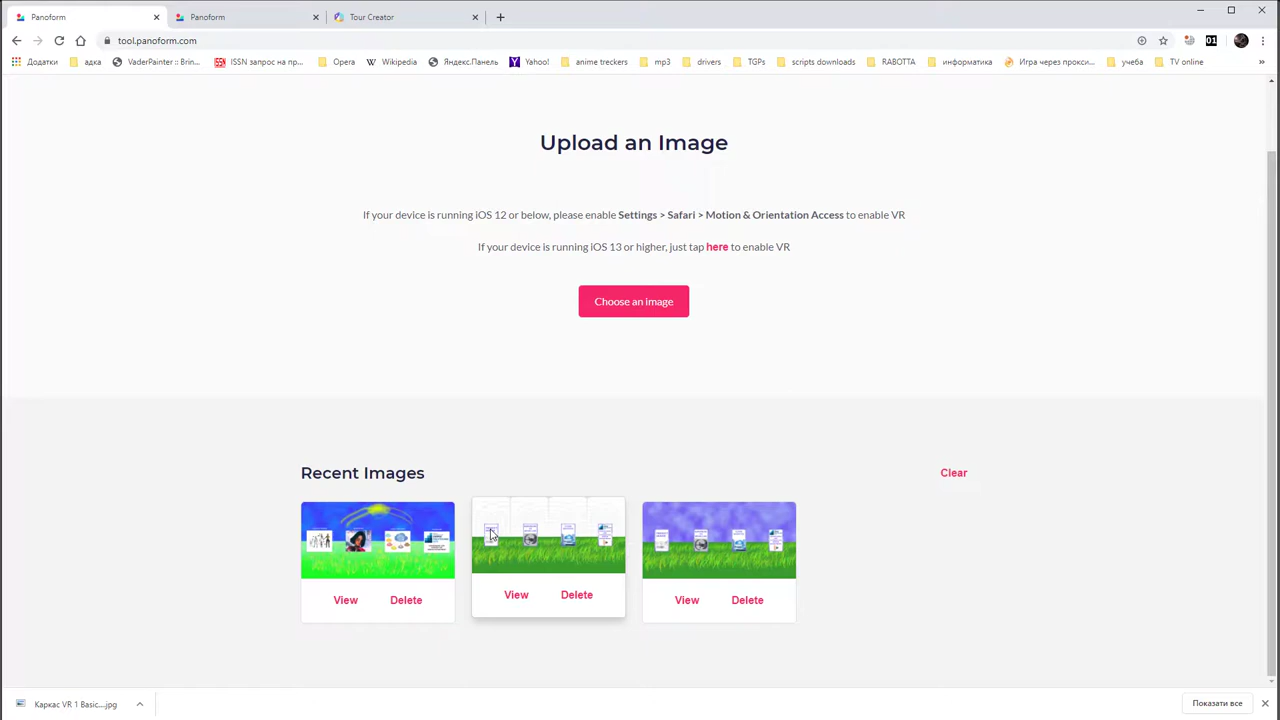 Panoform
Panoform
Tour Creator
tool.panoform.com
01
Додатки
адка
VaderPainter :: Brin...
ISSN запрос на пр...
Opera
Wikipedia
Яндекс.Панель
Yahoo!
anime treckers
mp3
drivers
TGPs
scripts downloads
RABOTTA
информатика
Игра через прокси...
учеба
TV online
Upload an Image
If your device is running iOS 12 or below, please enable Settings > Safari > Motion & Orientation Access to enable VR
If your device is running iOS 13 or higher, just tap here to enable VR
Choose an image
Recent Images
Clear
View
Delete
View
Delete
View
Delete
Каркас VR 1 Basic....jpg
Показати все